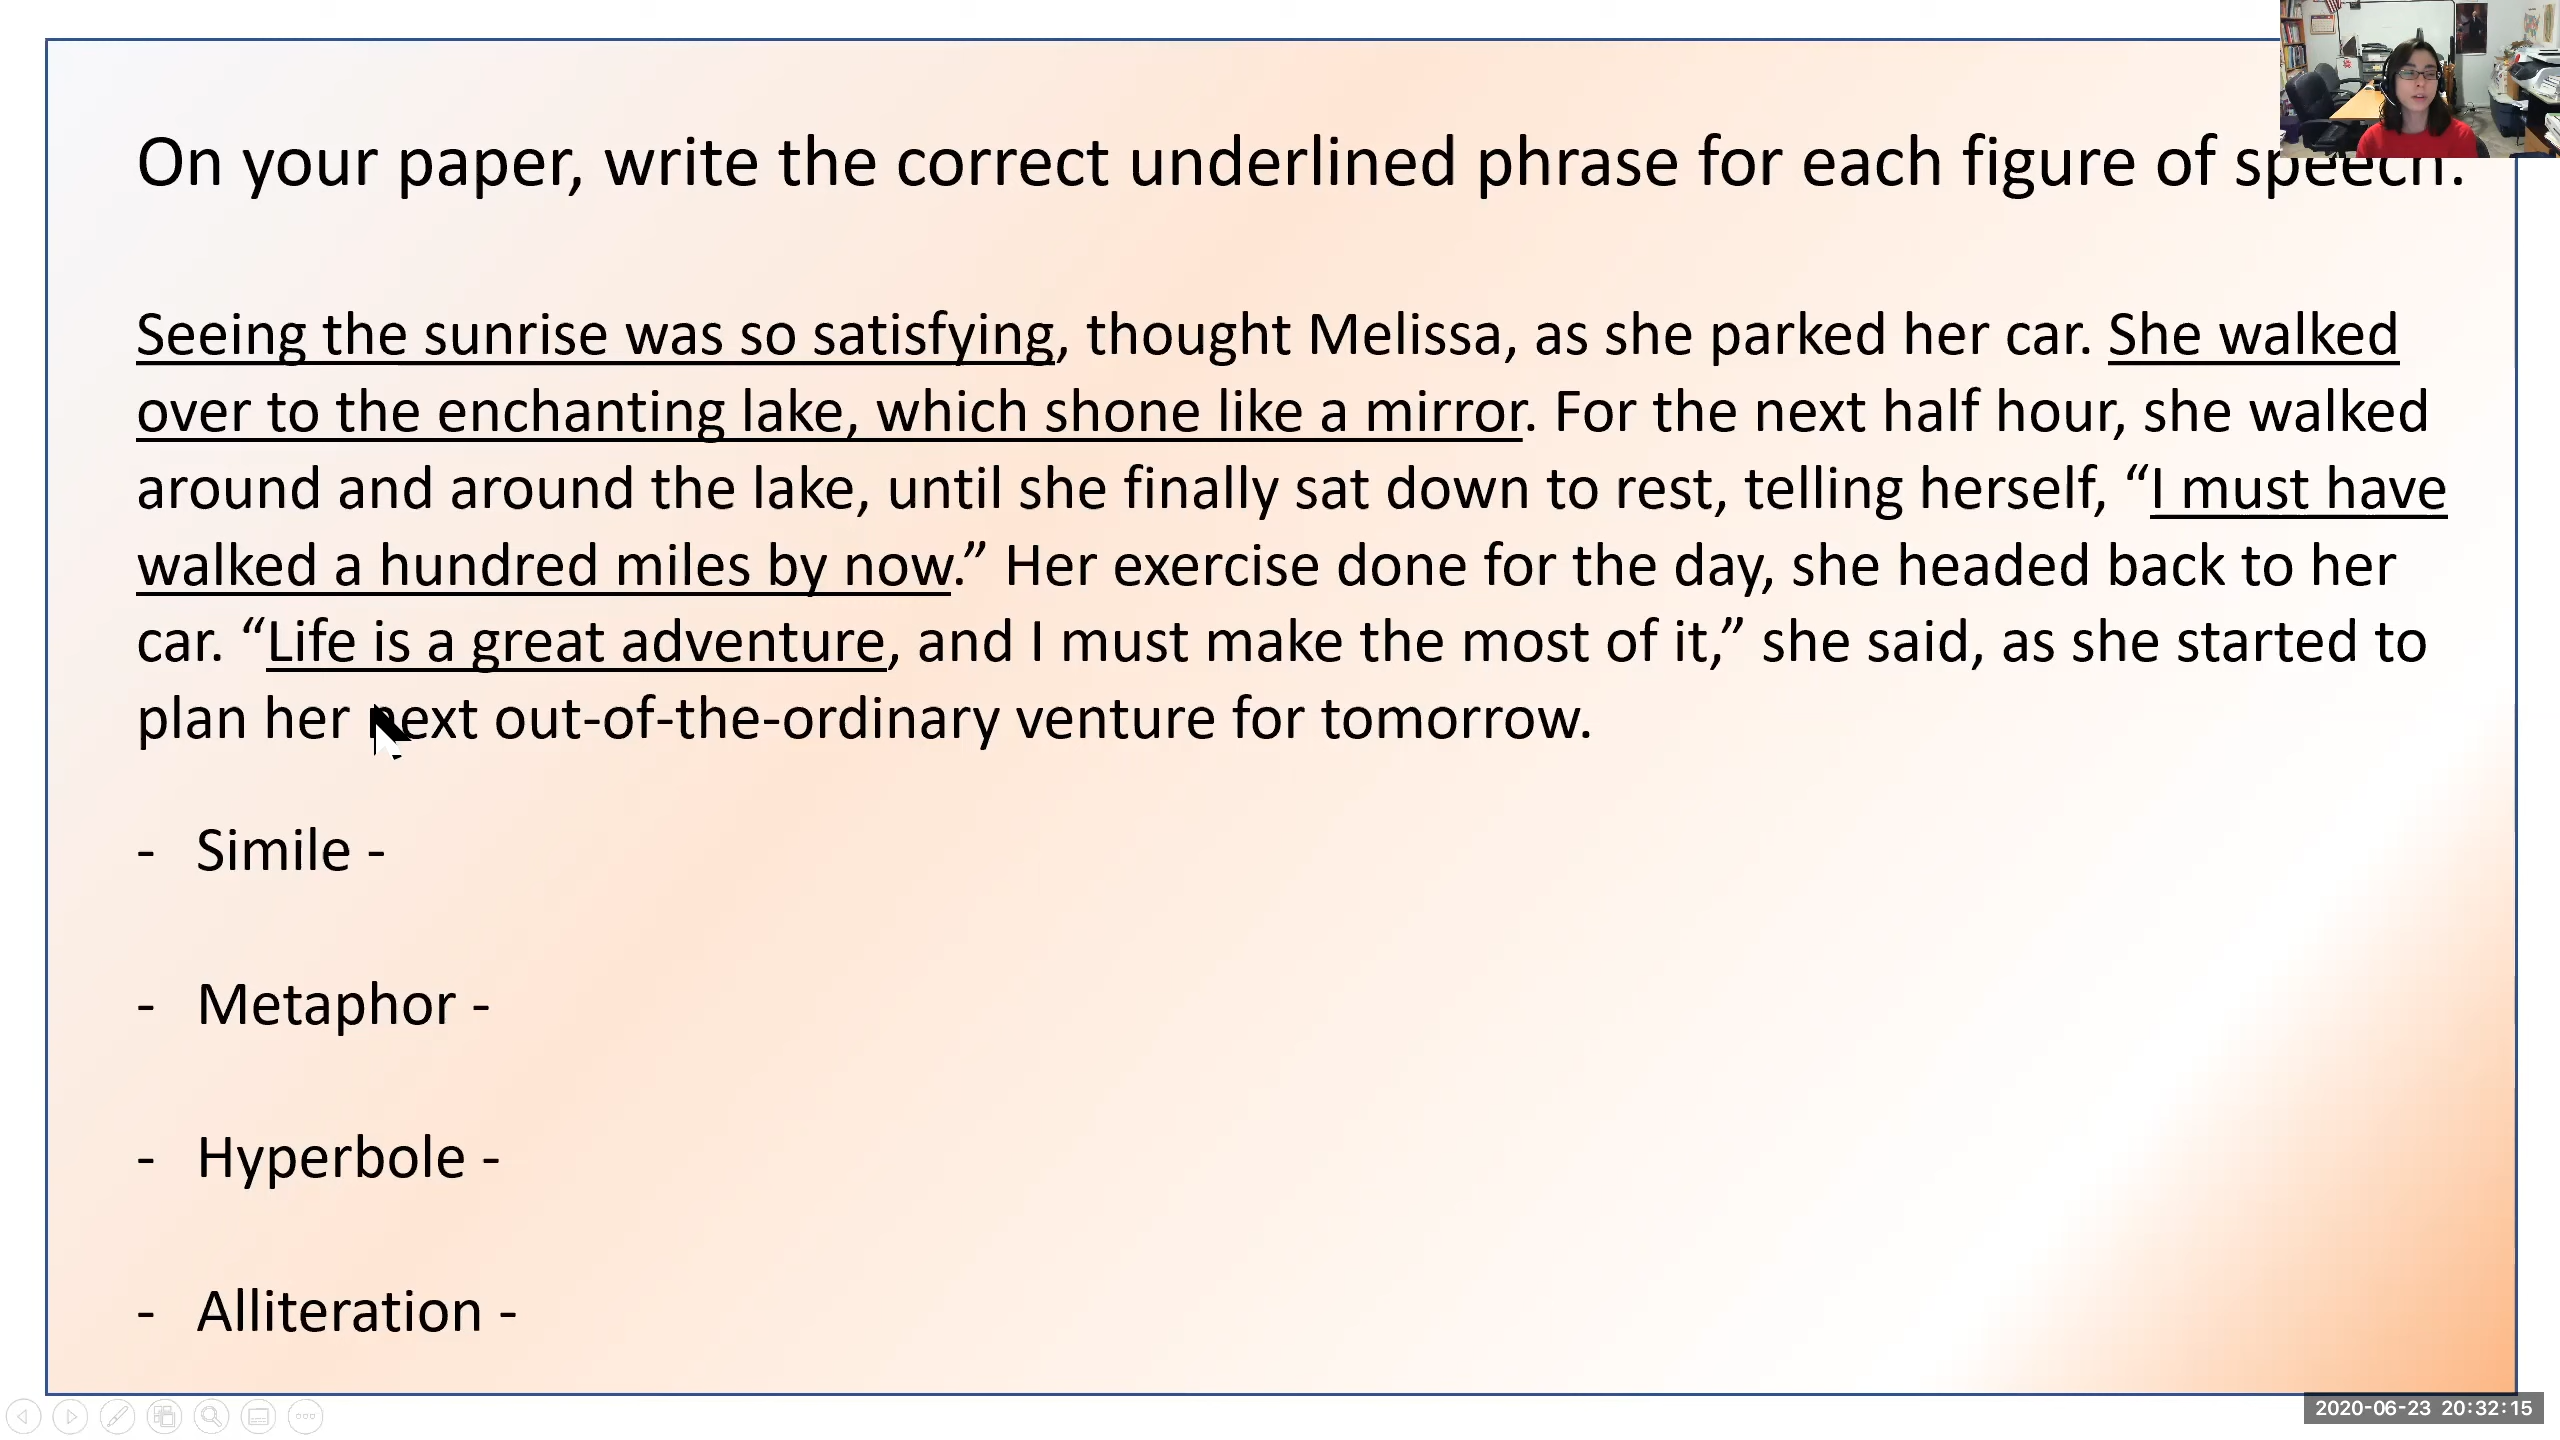 On your paper, write the correct underlined phrase for each figure of speech.
Seeing the sunrise was so satisfying, thought Melissa, as she parked her car. She walked
over to the enchanting lake, which shone like a mirror. For the next half hour, she walked
around and around the lake, until she finally sat down to rest, telling herself, “I must have
walked a hundred miles by now.” Her exercise done for the day, she headed back to her
car. “Life is a great adventure, and I must make the most of it,” she said, as she started to
plan her next out-of-the-ordinary venture for tomorrow.
- Simile -
- Metaphor -
- Hyperbole -
- Alliteration -
2020-06-23 20:32:15